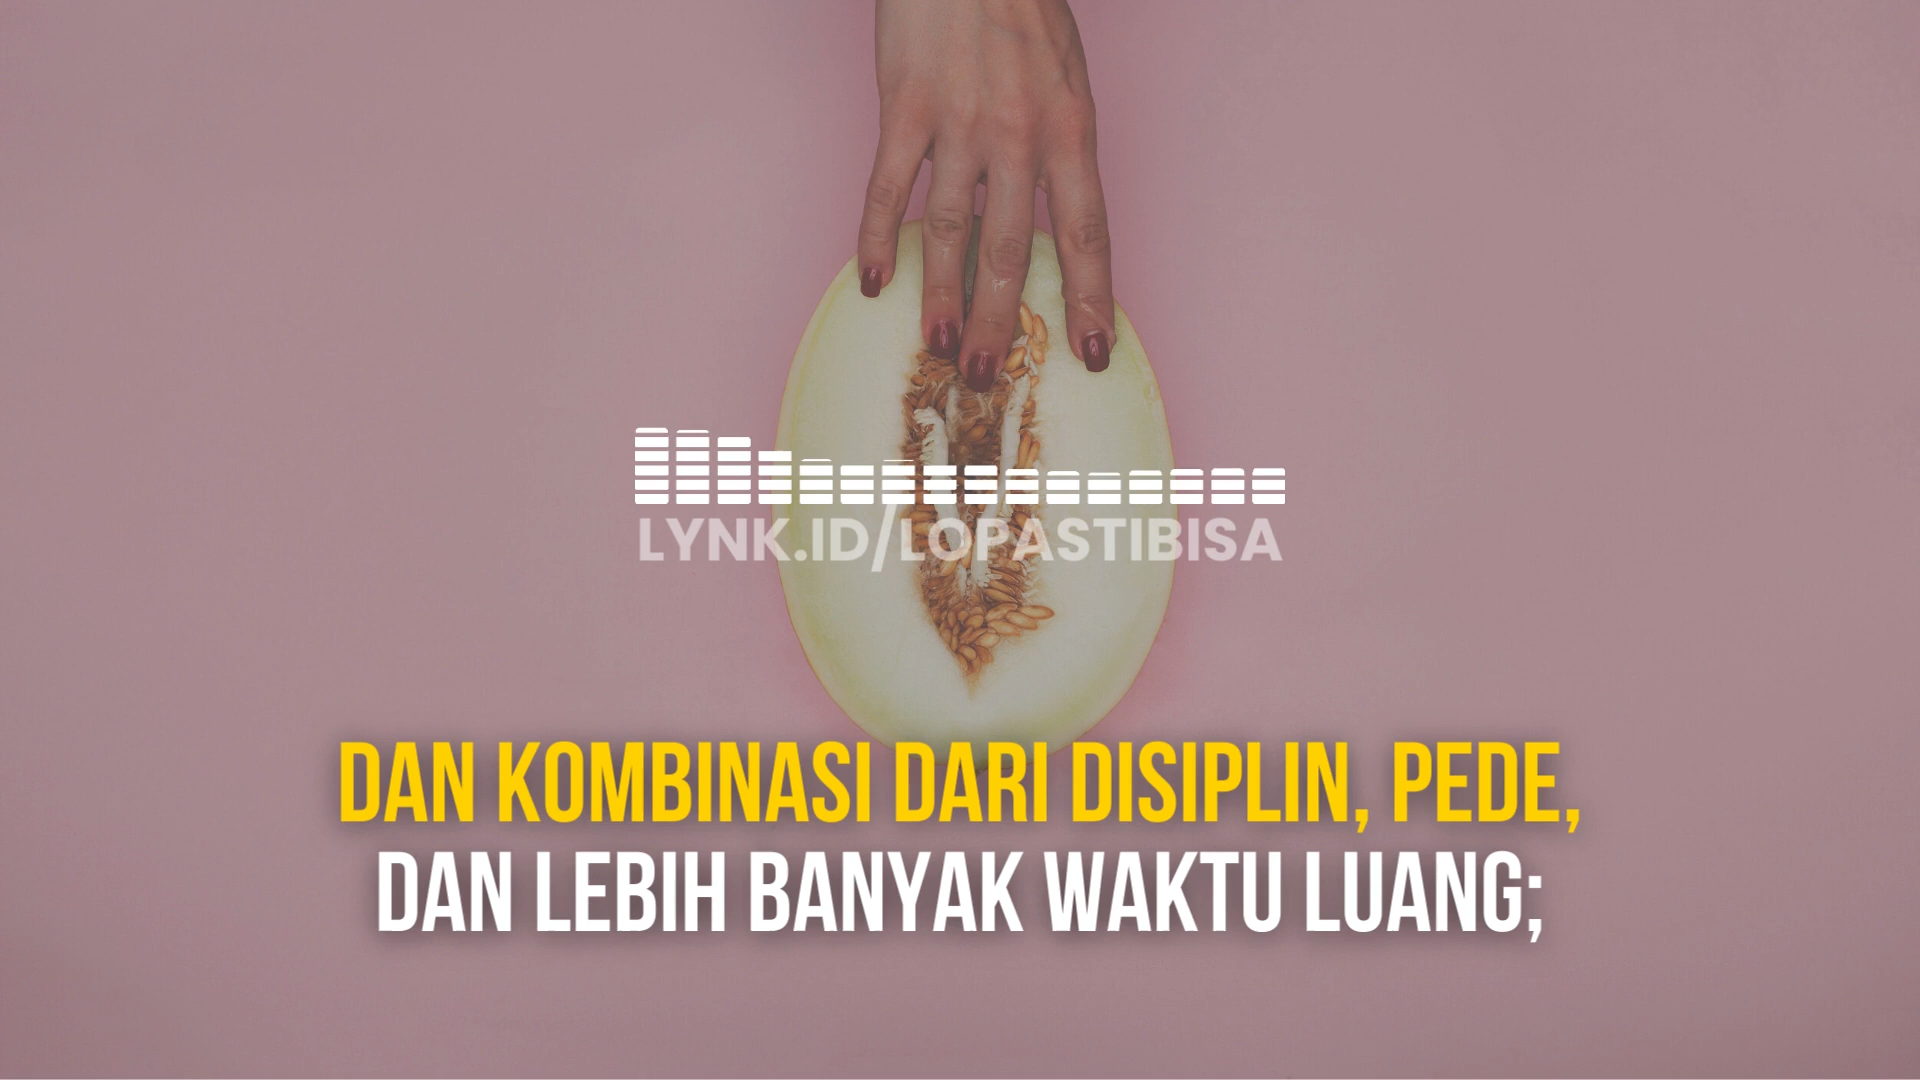 LYNK.ID/LOPASTIBISA
DAN KOMBINASI DARI DISIPLIN, PEDE,
DAN LEBIH BANYAK WAKTU LUANG;